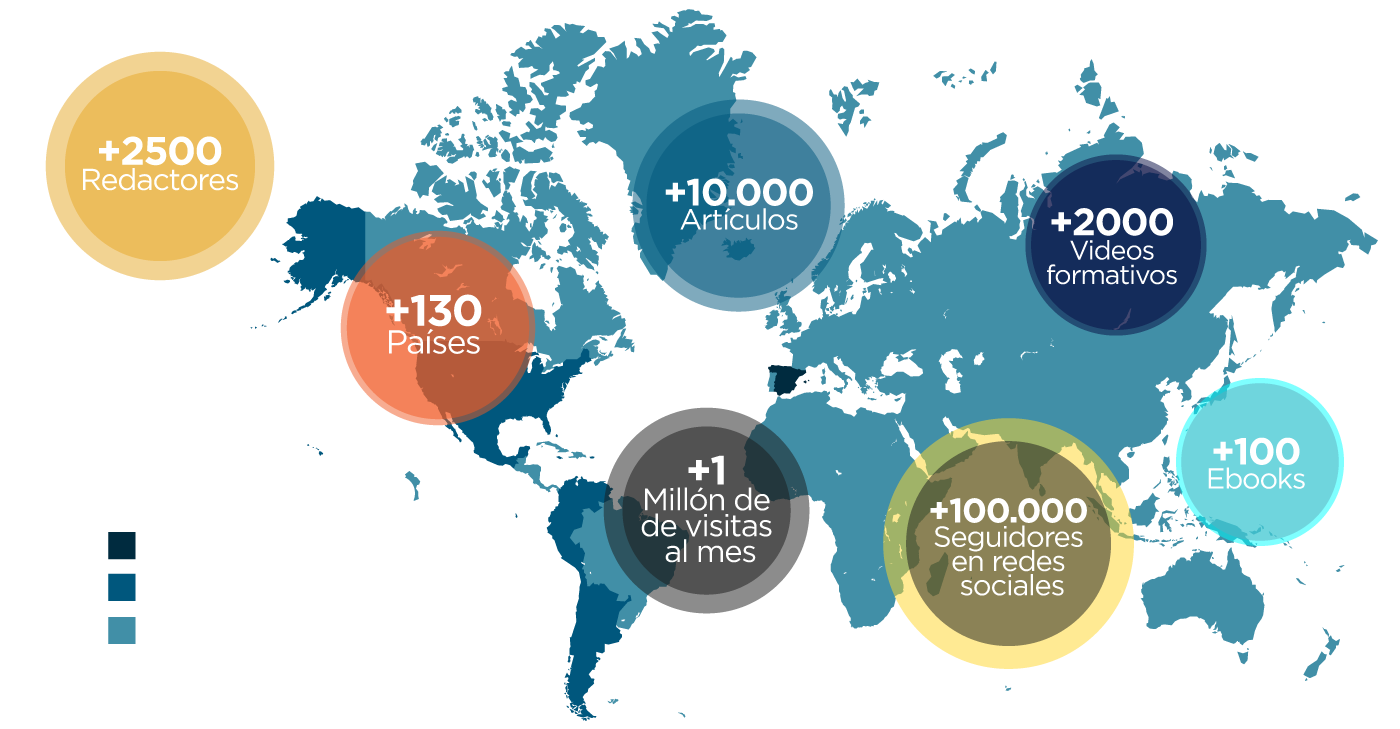 +2500
Redactores
+10.000
Artículos
+2000
Videos
formativos
+130
Países
+100
Ebooks
+1
Millón de
de visitas
al mes
+100.000
Seguidores
en redes
sociales